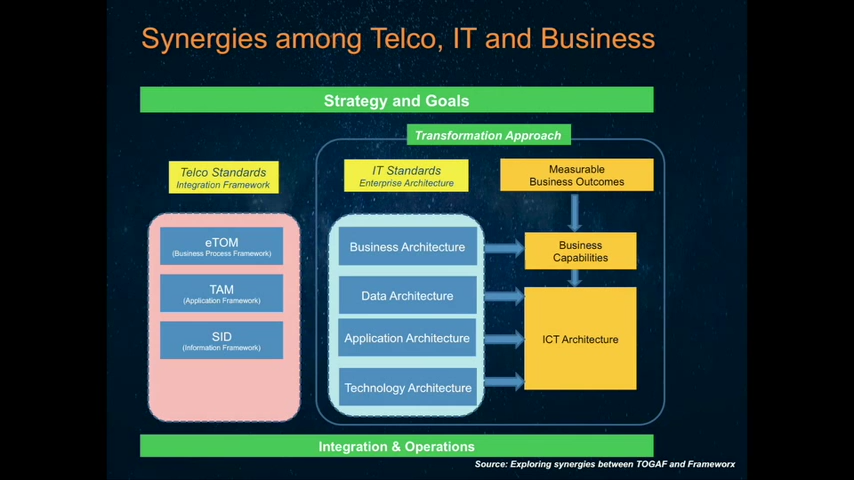 Synergies among Telco, IT and Business
Strategy and Goals
Transformation Approach
Telco Standards
Integration Framework
IT Standards
Enterprise Architecture
Measurable
Business Outcomes
eTOM
(Business Process Framework)
TAM
(Application Framework)
SID
(Information Framework)
Business Architecture
Data Architecture
Application Architecture
Technology Architecture
Business
Capabilities
ICT Architecture
Integration & Operations
Source: Exploring synergies between TOGAF and Frameworx